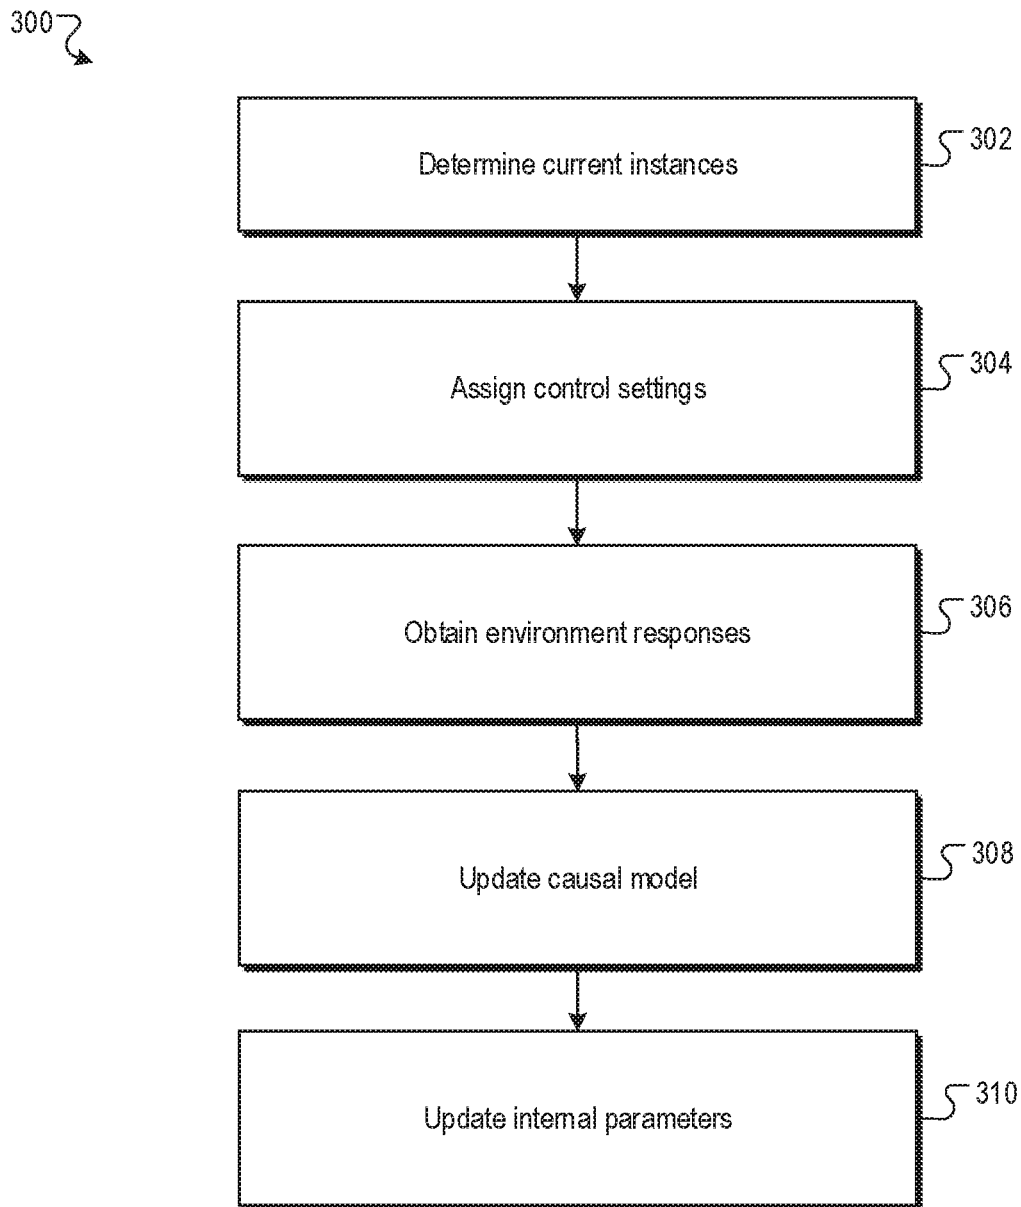 300
Determine current instances
302
Assign control settings
304
Obtain environment responses
306
Update causal model
308
Update internal parameters
310